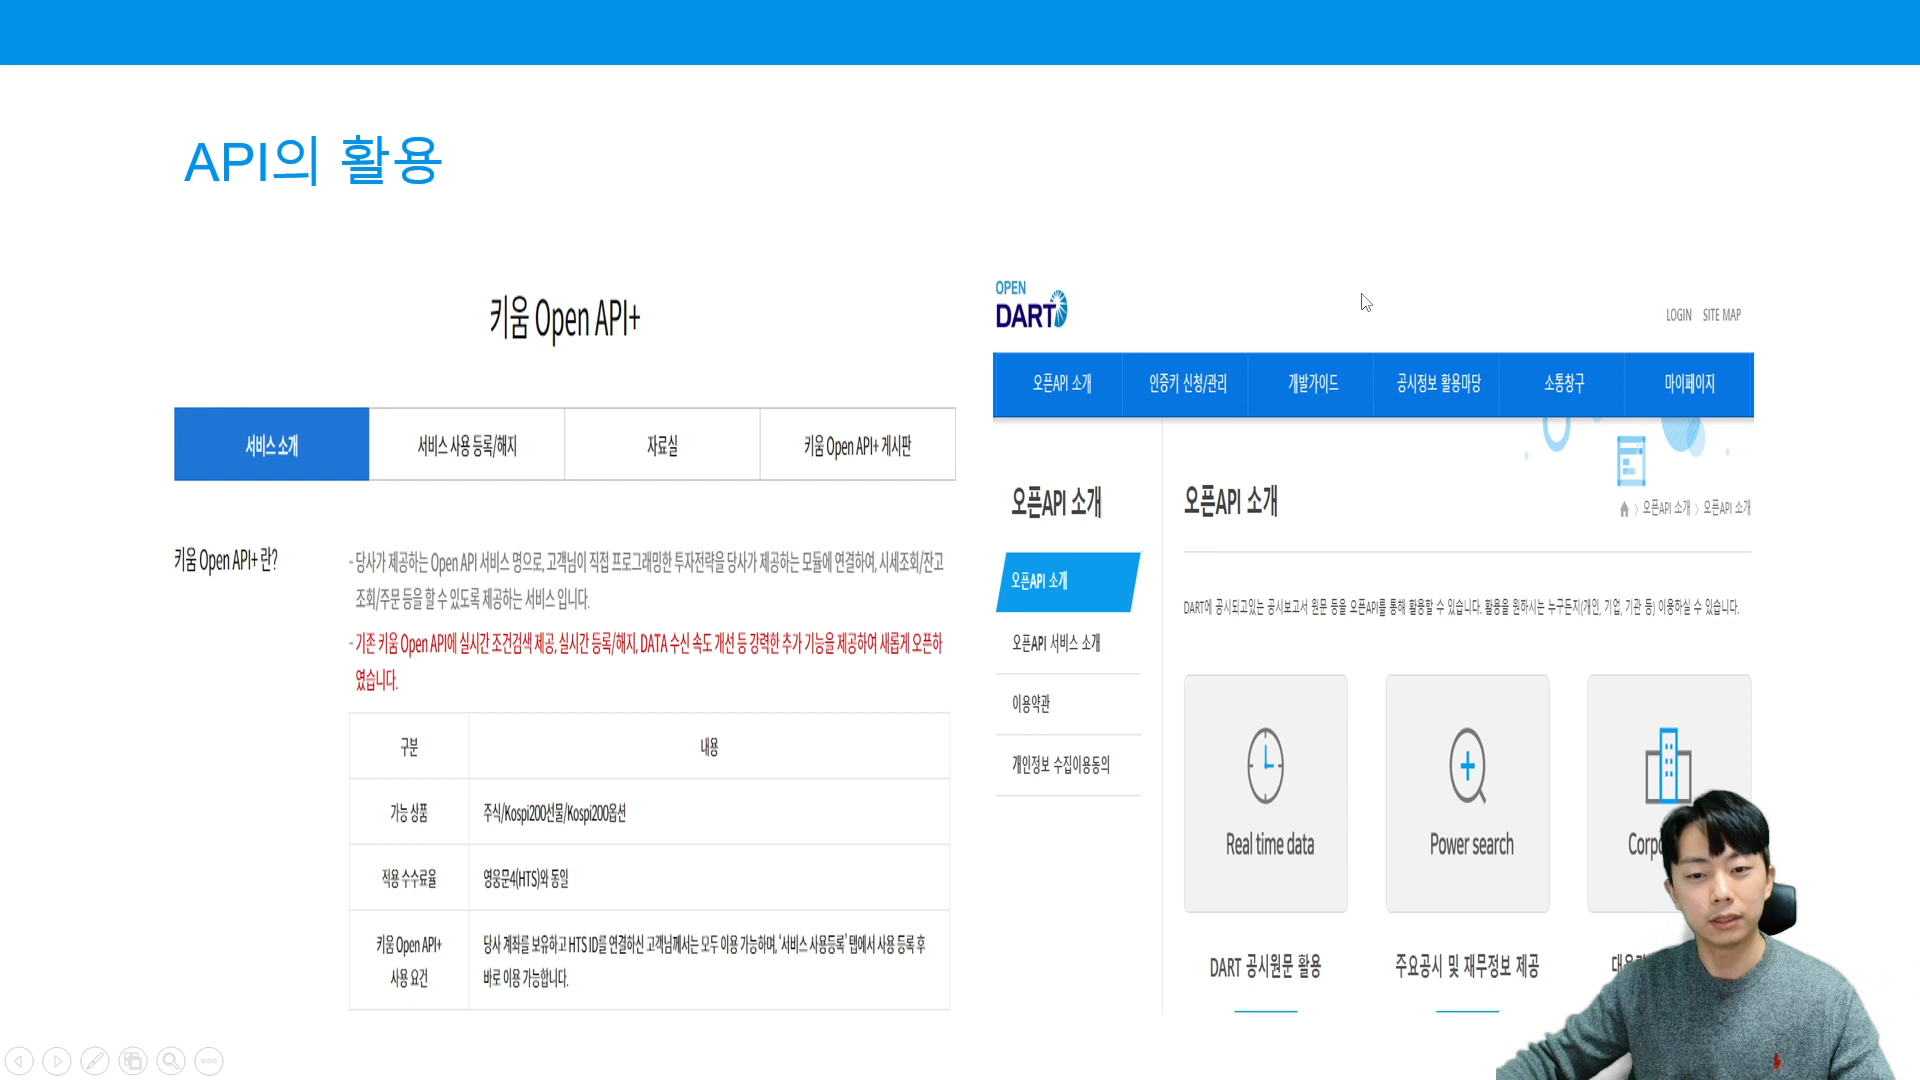 API의 활용
키움 Open API+
서비스 소개
서비스 사용 등록/해지
자료실
키움 Open API+ 게시판
키움 Open API+ 란?
- 당사가 제공하는 Open API 서비스 명으로, 고객님이 직접 프로그래밍한 투자전략을 당사가 제공하는 모듈에 연결하여, 시세조회/잔고
조회/주문 등을 할 수 있도록 제공하는 서비스 입니다.
- 기존 키움 Open API에 실시간 조건검색 제공, 실시간 등록/해지, DATA 수신 속도 개선 등 강력한 추가 기능을 제공하여 새롭게 오픈하
였습니다.
구분
내용
가능 상품
주식/Kospi200선물/Kospi200옵션
적용 수수료율
영웅문4(HTS)와 동일
키움 Open API+
사용 요건
당사 계좌를 보유하고 HTS ID를 연결하신 고객님께서는 모두 이용 가능하며, '서비스 사용등록' 탭에서 사용 등록 후
바로 이용 가능합니다.
OPEN
DART
LOGIN
SITE MAP
오픈API 소개
인증키 신청/관리
개발가이드
공시정보 활용마당
소통창구
마이페이지
오픈API 소개
오픈API 소개
오픈API 서비스 소개
이용약관
개인정보 수집이용동의
오픈API 소개
오픈API 소개 > 오픈API 소개
DART에 공시되고있는 공시보고서 원문 등을 오픈API를 통해 활용할 수 있습니다. 활용을 원하시는 누구든지(개인, 기업, 기관 등) 이용하실 수 있습니다.
Real time data
Power search
DART 공시원문 활용
주요공시 및 재무정보 제공